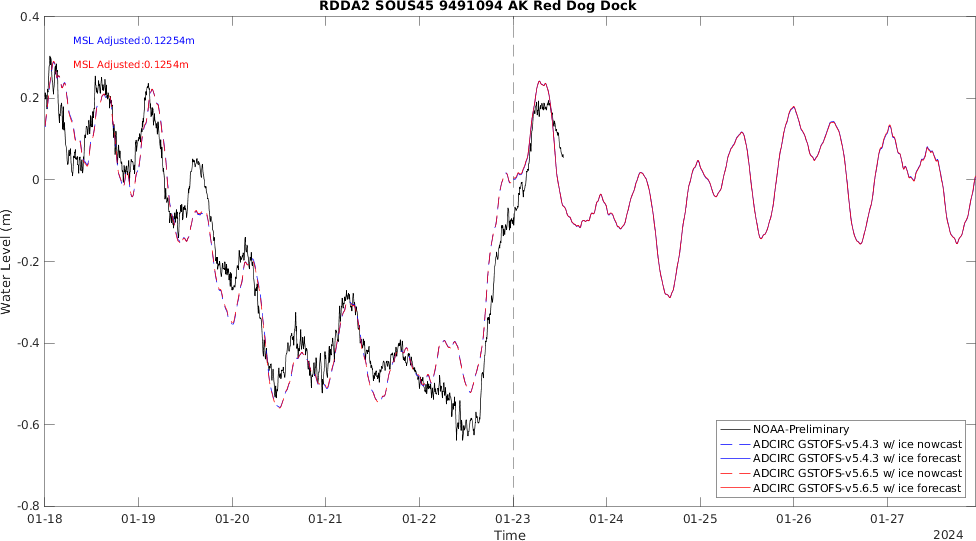 RDDA2 SOUS45 9491094 AK Red Dog Dock
MSL Adjusted:0.12254m
MSL Adjusted:0.1254m
Water Level (m)
0.4
0.2
0
-0.2
-0.4
-0.6
-0.8
NOAA-Preliminary
ADCIRC GSTOFS-v5.4.3 w/ ice nowcast
ADCIRC GSTOFS-v5.4.3 w/ ice forecast
ADCIRC GSTOFS-v5.6.5 w/ ice nowcast
ADCIRC GSTOFS-v5.6.5 w/ ice forecast
01-18 01-19 01-20 01-21 01-22 01-23 01-24 01-25 01-26 01-27
Time
2024